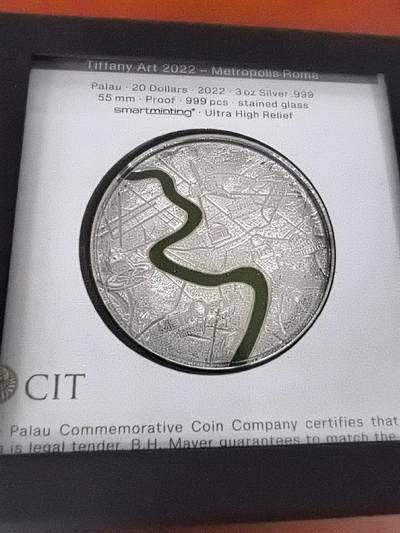 Tiffany Art 2022 – Metropolis Roma
Palau · 20 Dollars · 2022 · 3 oz Silver .999
55 mm · Proof · 999 pcs · stained glass
smartminting® · Ultra High Relief
CIT
Palau Commemorative Coin Company certifies that
is legal tender. B.H. Mayer guarantees to match the